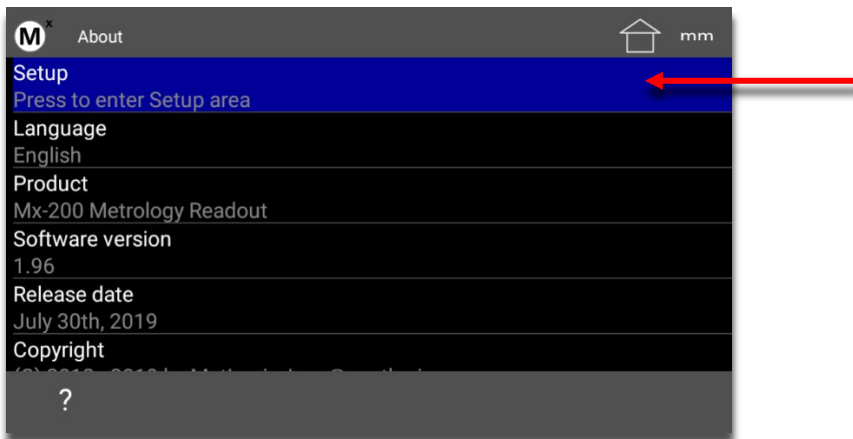 Mx About mm
Setup
Press to enter Setup area
Language
English
Product
Mx-200 Metrology Readout
Software version
1.96
Release date
July 30th, 2019
Copyright
?